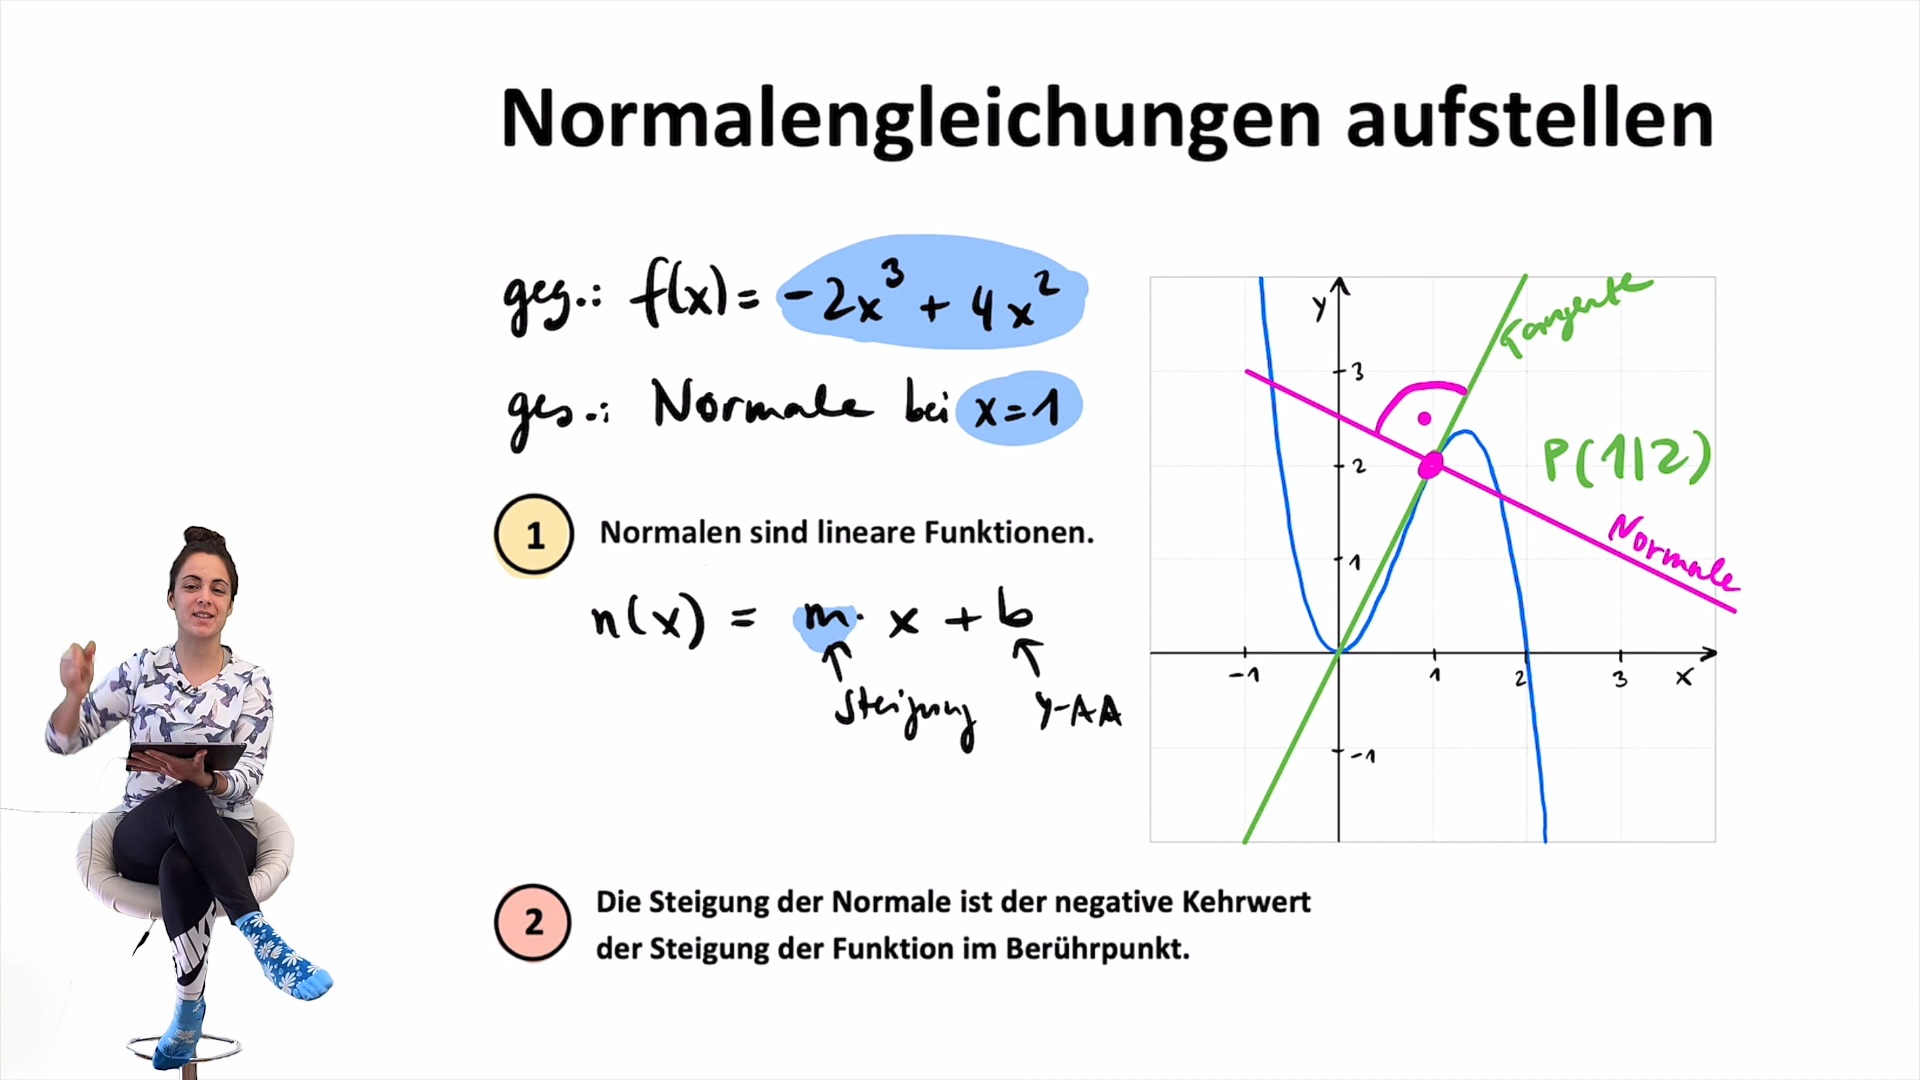 Normalengleichungen aufstellen
geg.: f(x) = -2x³ + 4x²
ges.: Normale bei x=1
1 Normalen sind lineare Funktionen.
n(x) = m · x + b
Steigung y-AA
2 Die Steigung der Normale ist der negative Kehrwert
der Steigung der Funktion im Berührpunkt.
y
Tangente
3
P(1|2)
2
Normale
1
-1 1 2 3 x
-1
NIKE